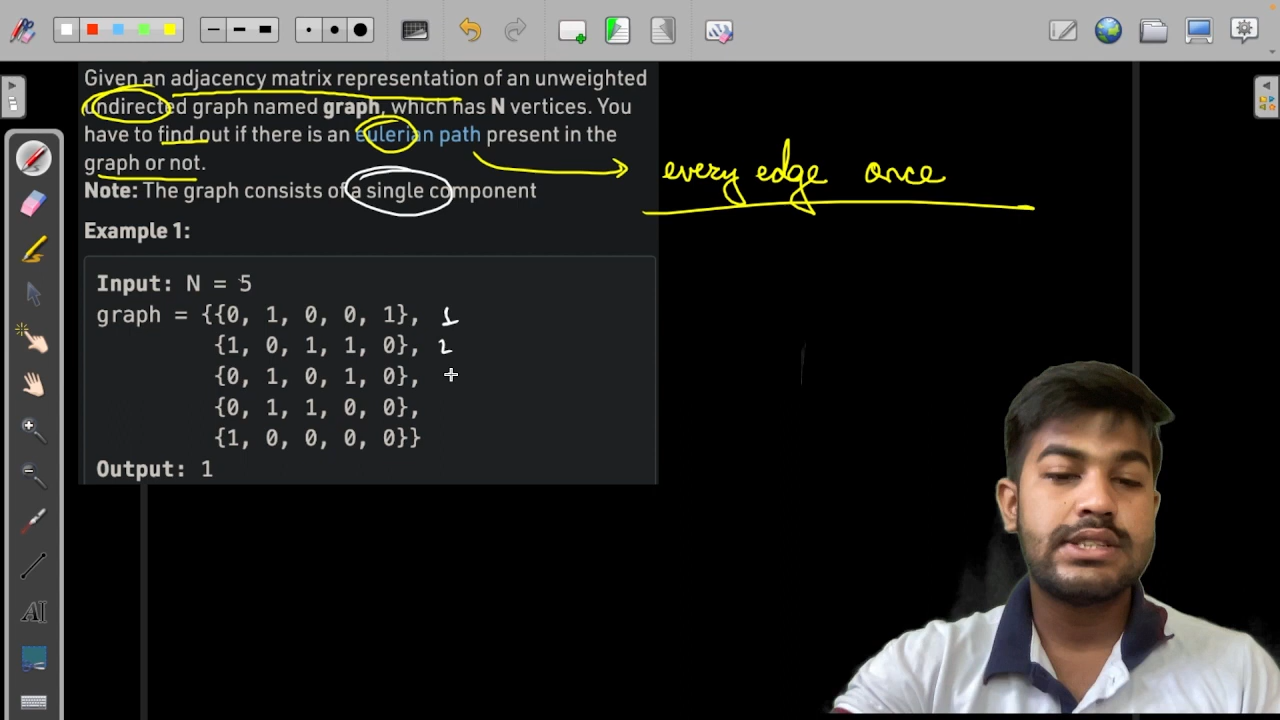 Given an adjacency matrix representation of an unweighted
undirected graph named graph, which has N vertices. You
have to find out if there is an eulerian path present in the
graph or not.
every edge once
Note: The graph consists of a single component
Example 1:
Input: N = 5
graph = {{0, 1, 0, 0, 1}, 1
{1, 0, 1, 1, 0}, 2
{0, 1, 0, 1, 0},
{0, 1, 1, 0, 0},
{1, 0, 0, 0, 0}}
Output: 1
AI